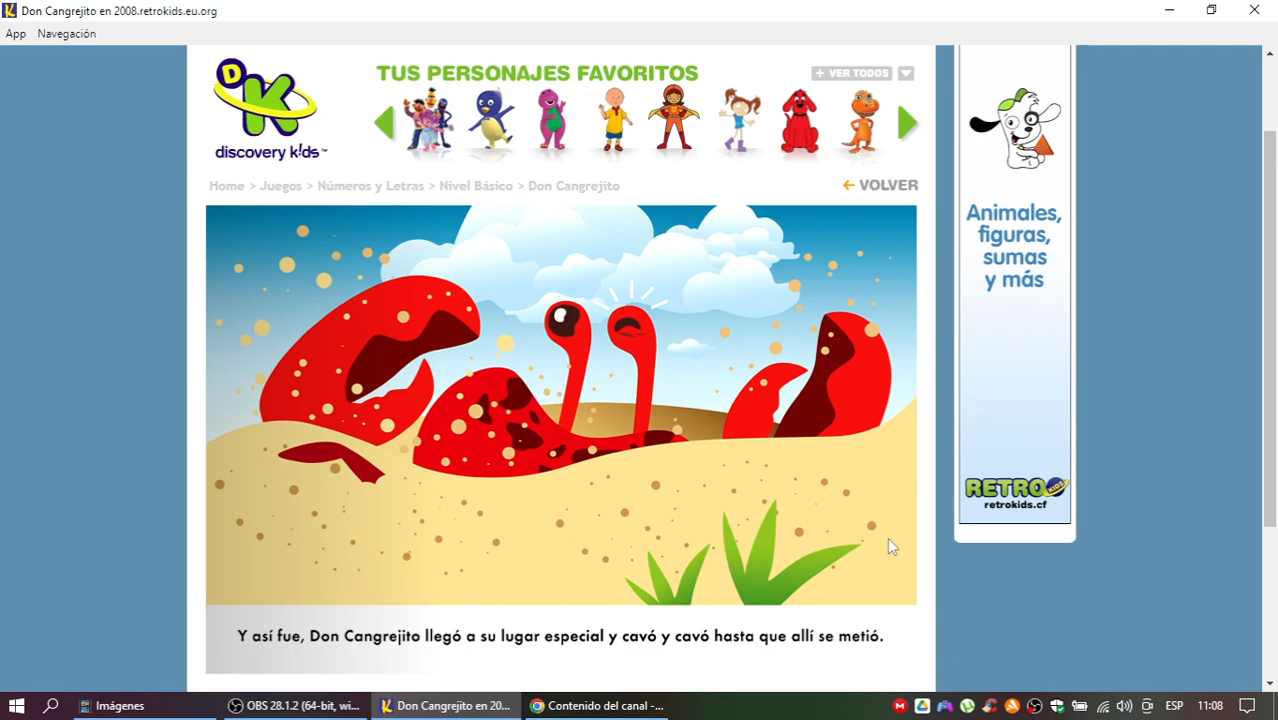 Don Cangrejito en 2008.retrokids.eu.org
App Navegación
D K
discovery k!ds™
TUS PERSONAJES FAVORITOS
+ VER TODOS
Home > Juegos > Números y Letras > Nivel Básico > Don Cangrejito
← VOLVER
Animales,
figuras,
sumas
y más
RETRO KIDS
retrokids.cf
Y así fue, Don Cangrejito llegó a su lugar especial y cavó y cavó hasta que allí se metió.
Imágenes
OBS 28.1.2 (64-bit, wi...
Don Cangrejito en 20...
Contenido del canal -...
ESP
11:08